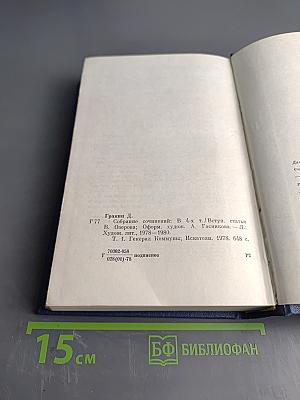 Гранин Д.
Г77 Собрание сочинений: В 4-х т./Вступ. статья
В. Озерова; Оформ. худож. А. Гасникова.—Л.:
Худож. лит., 1978—1980.
Т. 1. Генерал Коммуны; Искатели. 1978. 648 с.
Г 70302-058 подписное Р2
028(01)-78
15 см
БФ БИБЛИОФАН